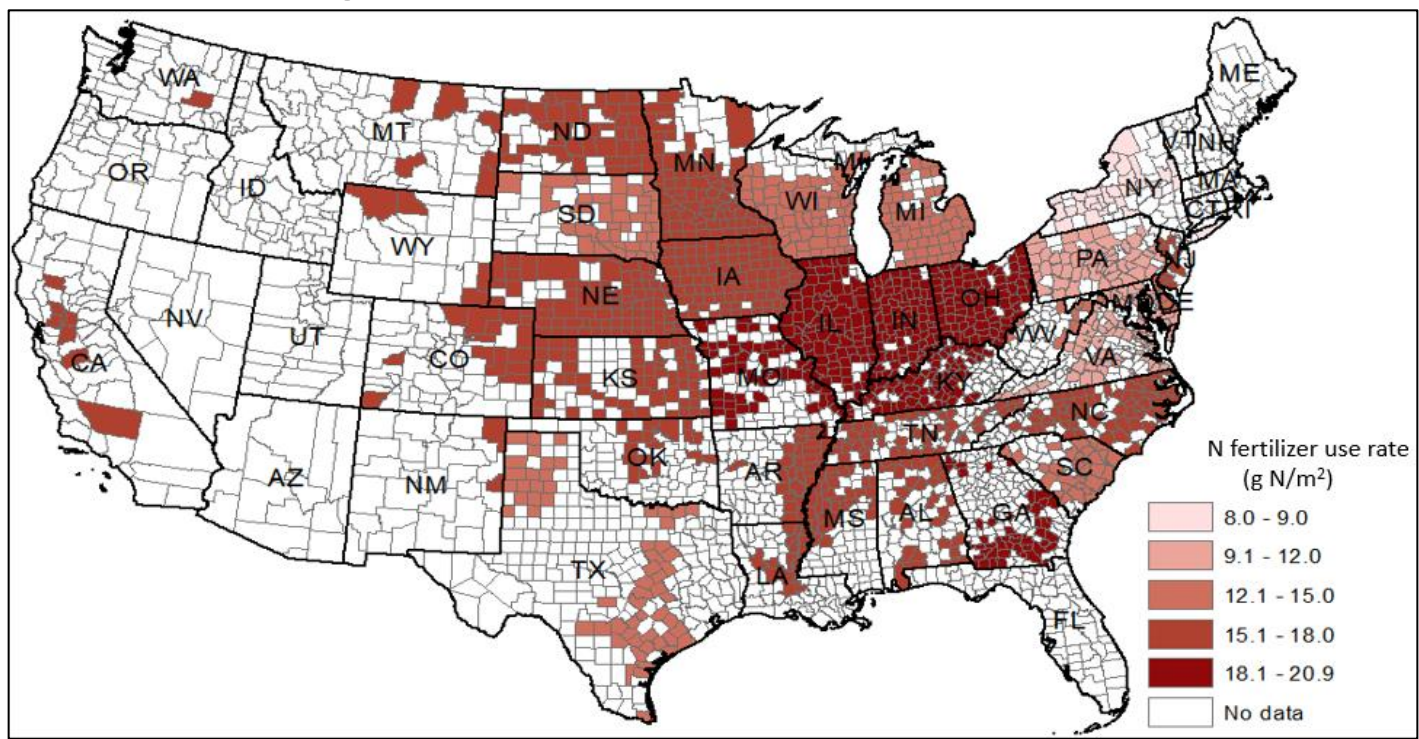 WA
MT
ND
MN
ME
OR
ID
SD
WI
MI
MI
VT
NH
NY
MA
CT
RI
WY
NE
IA
PA
NJ
NV
UT
CO
IL
IN
OH
MD
DE
WV
VA
CA
KS
MO
KY
AZ
NM
OK
AR
TN
NC
SC
MS
AL
GA
TX
LA
FL
N fertilizer use rate
(g N/m²)
8.0 - 9.0
9.1 - 12.0
12.1 - 15.0
15.1 - 18.0
18.1 - 20.9
No data